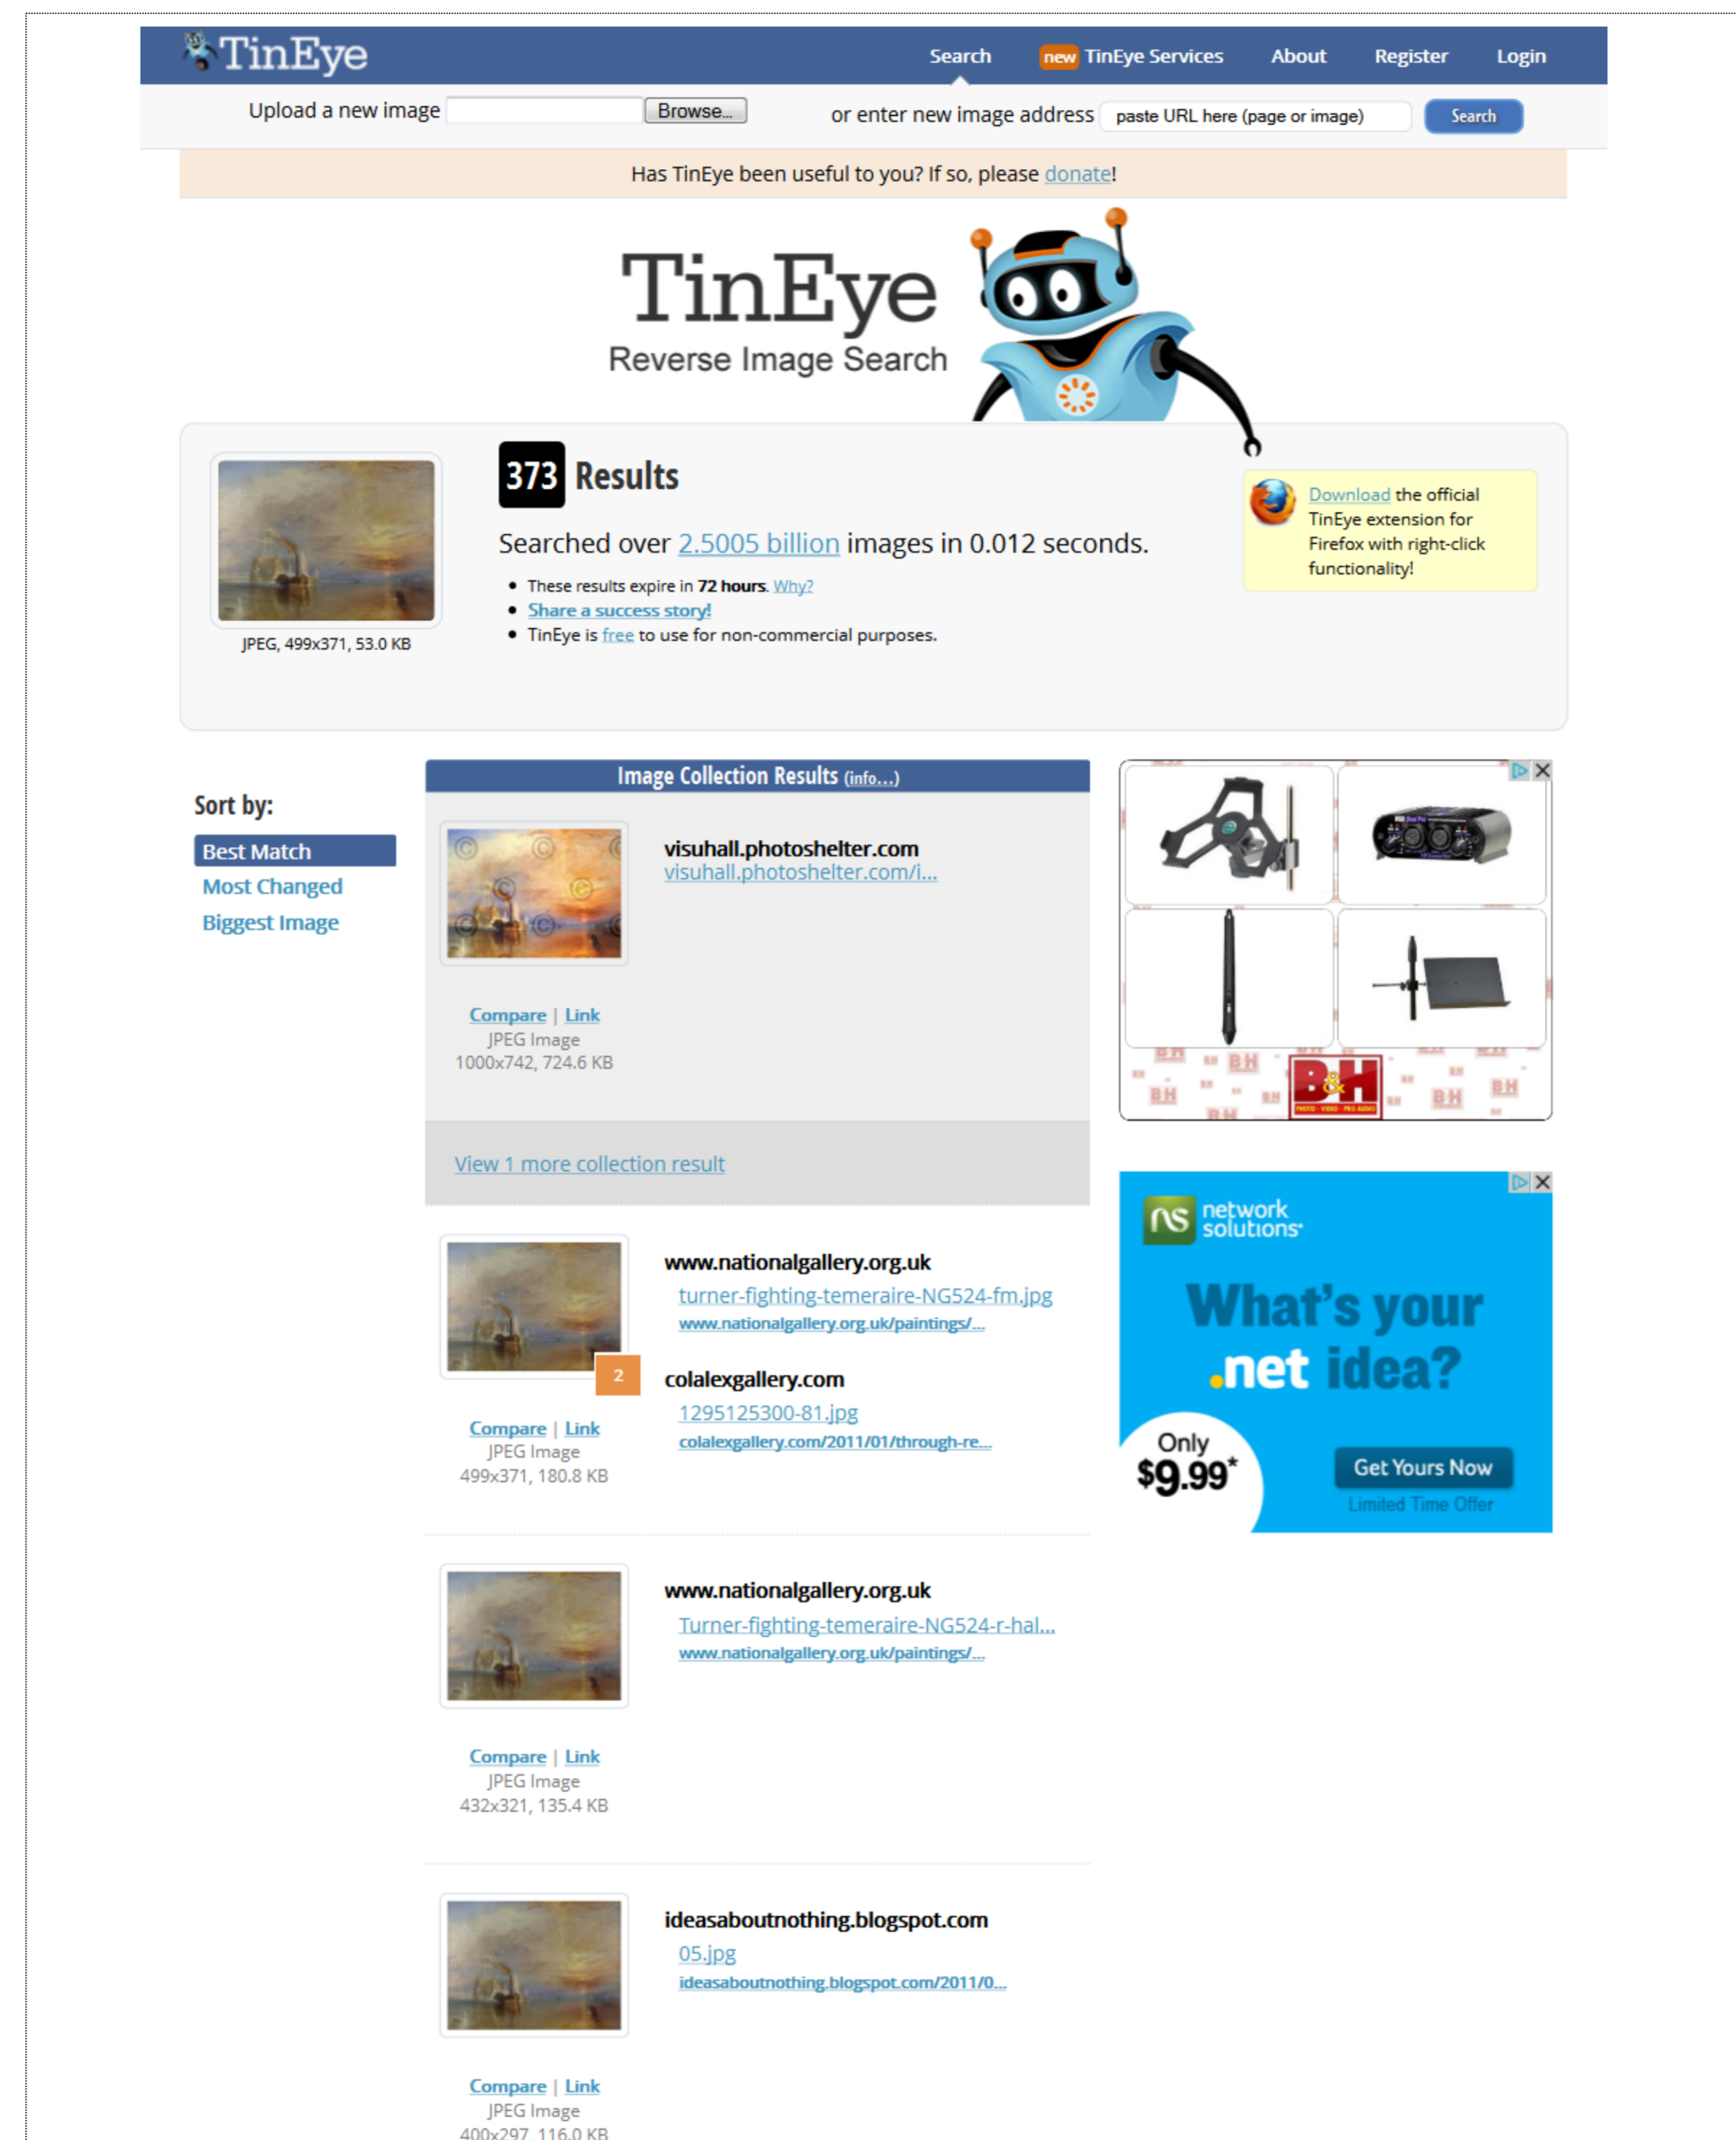 TinEye
Search new TinEye Services About Register Login
Upload a new image Browse... or enter new image address paste URL here (page or image) Search
Has TinEye been useful to you? If so, please donate!
TinEye
Reverse Image Search
373 Results
Searched over 2.5005 billion images in 0.012 seconds.
• These results expire in 72 hours. Why?
• Share a success story!
• TinEye is free to use for non-commercial purposes.
JPEG, 499x371, 53.0 KB
Download the official
TinEye extension for
Firefox with right-click
functionality!
Sort by:
Best Match
Most Changed
Biggest Image
Image Collection Results (info...)
© © ©
© ©
© © ©
visuhall.photoshelter.com
visuhall.photoshelter.com/i...
Compare | Link
JPEG Image
1000x742, 724.6 KB
View 1 more collection result
www.nationalgallery.org.uk
turner-fighting-temeraire-NG524-fm.jpg
www.nationalgallery.org.uk/paintings/...
2
colalexgallery.com
1295125300-81.jpg
colalexgallery.com/2011/01/through-re...
Compare | Link
JPEG Image
499x371, 180.8 KB
www.nationalgallery.org.uk
Turner-fighting-temeraire-NG524-r-hal...
www.nationalgallery.org.uk/paintings/...
Compare | Link
JPEG Image
432x321, 135.4 KB
ideasaboutnothing.blogspot.com
05.jpg
ideasaboutnothing.blogspot.com/2011/0...
Compare | Link
JPEG Image
400x297, 116.0 KB
B&H
PHOTO - VIDEO - PRO AUDIO
network
solutions
What's your
.net idea?
Only
$9.99*
Get Yours Now
Limited Time Offer